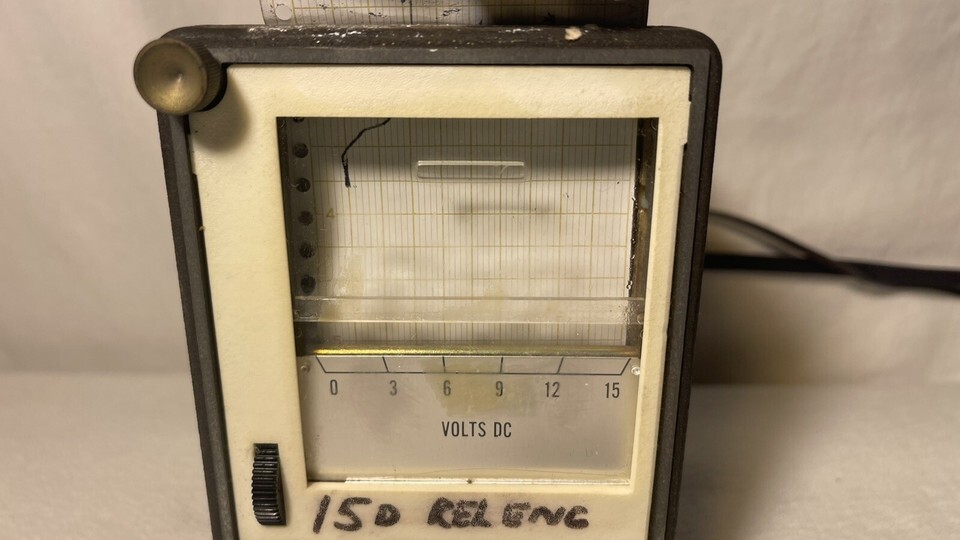 4
0 3 6 9 12 15
VOLTS DC
15D RELENG